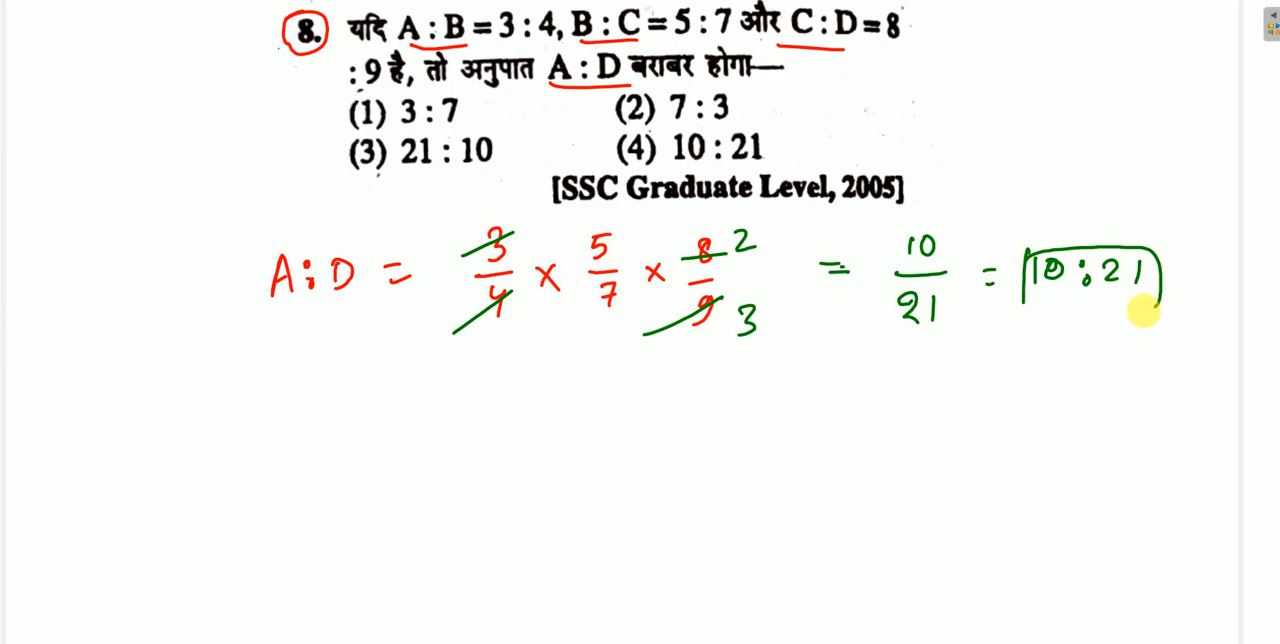 8. यदि A : B = 3 : 4, B : C = 5 : 7 और C : D = 8
: 9 है, तो अनुपात A : D बराबर होगा—
(1) 3 : 7 (2) 7 : 3
(3) 21 : 10 (4) 10 : 21
[SSC Graduate Level, 2005]
A : D = 3/4 × 5/7 × 8/9 2 3 = 10/21 = 10 : 21